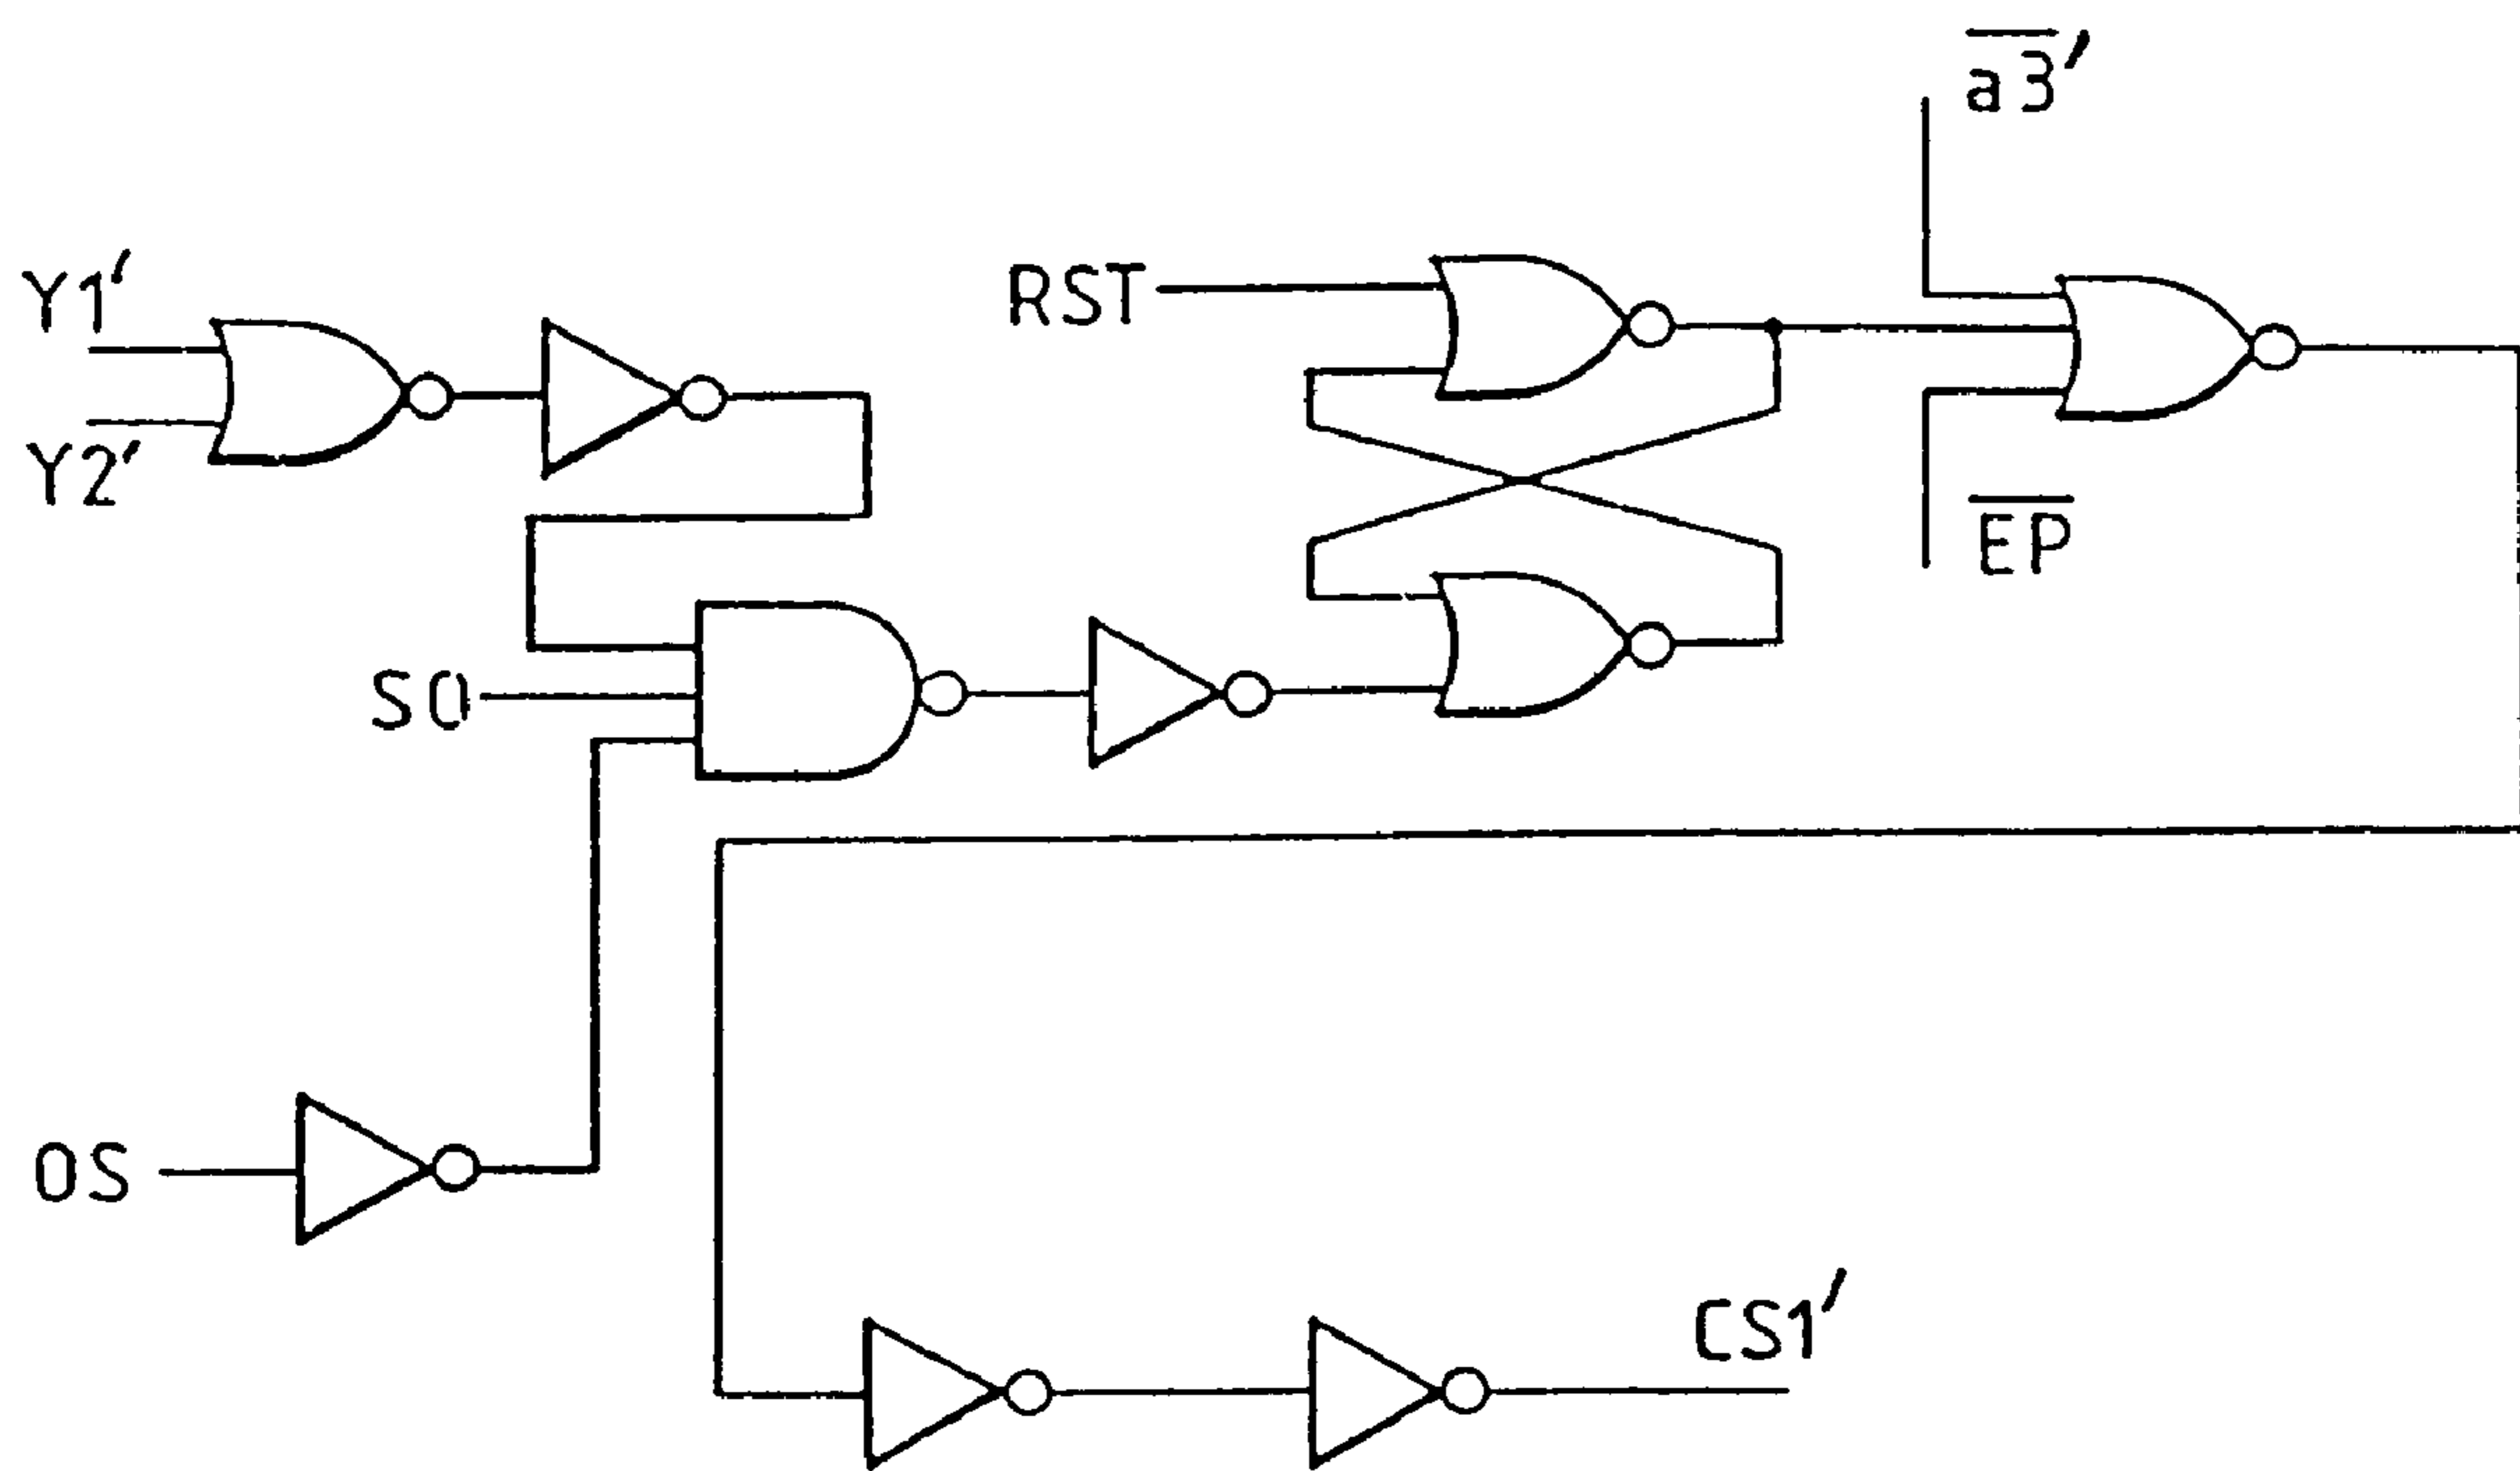 a3′
Y1′
RST
Y2′
EP
S0
OS
CS1′